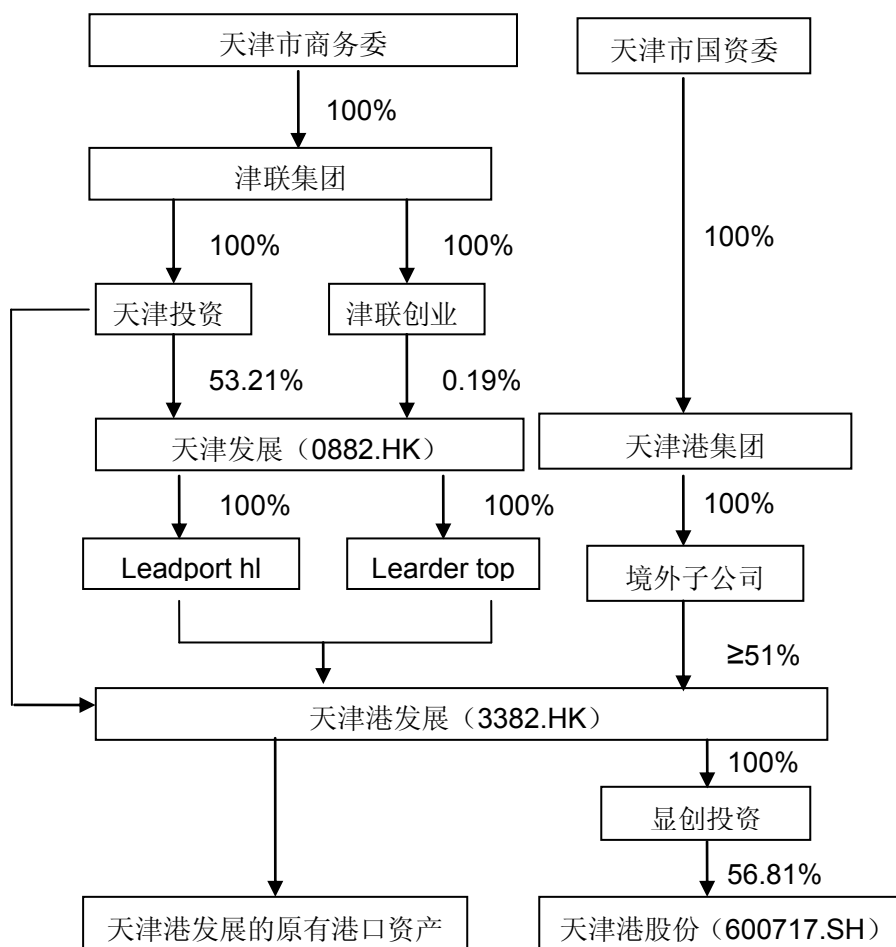 天津市商务委
天津市国资委
100%
津联集团
100%
100%
100%
天津投资
津联创业
53.21%
0.19%
天津发展（0882.HK）
天津港集团
100%
100%
100%
Leadport hl
Learder top
境外子公司
≥51%
天津港发展（3382.HK）
100%
显创投资
56.81%
天津港发展的原有港口资产
天津港股份（600717.SH）